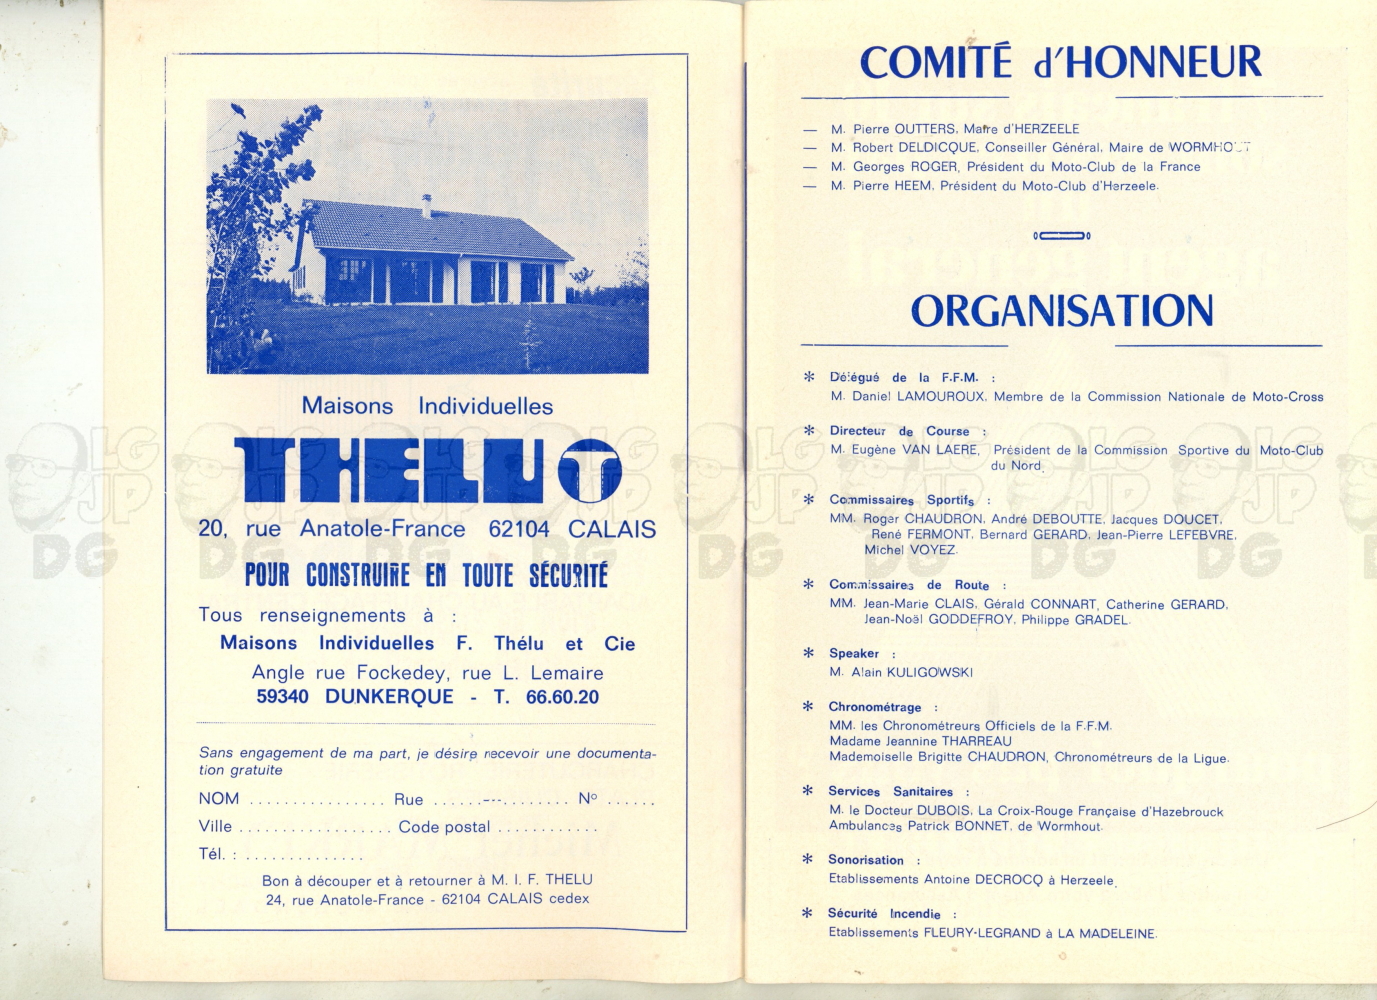 Maisons Individuelles
THELU T
20, rue Anatole-France 62104 CALAIS
POUR CONSTRUIRE EN TOUTE SÉCURITÉ
Tous renseignements à :
Maisons Individuelles F. Thélu et Cie
Angle rue Fockedey, rue L. Lemaire
59340 DUNKERQUE - T. 66.60.20
Sans engagement de ma part, je désire recevoir une documenta-
tion gratuite
NOM ................ Rue ................ No ......
Ville .................. Code postal ............
Tél. : ..............
Bon à découper et à retourner à M. I. F. THELU
24, rue Anatole-France - 62104 CALAIS cedex
COMITÉ d'HONNEUR
— M. Pierre OUTTERS, Maire d'HERZEELE
— M. Robert DELDICQUE, Conseiller Général, Maire de WORMHOUT
— M. Georges ROGER, Président du Moto-Club de la France
— M. Pierre HEEM, Président du Moto-Club d'Herzeele.
ORGANISATION
* Délégué de la F.F.M. :
M. Daniel LAMOUROUX, Membre de la Commission Nationale de Moto-Cross
* Directeur de Course :
M. Eugène VAN LAERE, Président de la Commission Sportive du Moto-Club
du Nord.
* Commissaires Sportifs :
MM. Roger CHAUDRON, André DEBOUTTE, Jacques DOUCET,
René FERMONT, Bernard GERARD, Jean-Pierre LEFEBVRE,
Michel VOYEZ.
* Commissaires de Route :
MM. Jean-Marie CLAIS, Gérald CONNART, Catherine GERARD,
Jean-Noël GODDEFROY, Philippe GRADEL.
* Speaker :
M. Alain KULIGOWSKI
* Chronométrage :
MM. les Chronométreurs Officiels de la F.F.M.
Madame Jeannine THARREAU
Mademoiselle Brigitte CHAUDRON, Chronométreurs de la Ligue.
* Services Sanitaires :
M. le Docteur DUBOIS, La Croix-Rouge Française d'Hazebrouck
Ambulances Patrick BONNET, de Wormhout.
* Sonorisation :
Etablissements Antoine DECROCQ à Herzeele.
* Sécurité Incendie :
Etablissements FLEURY-LEGRAND à LA MADELEINE.
LG JP DG